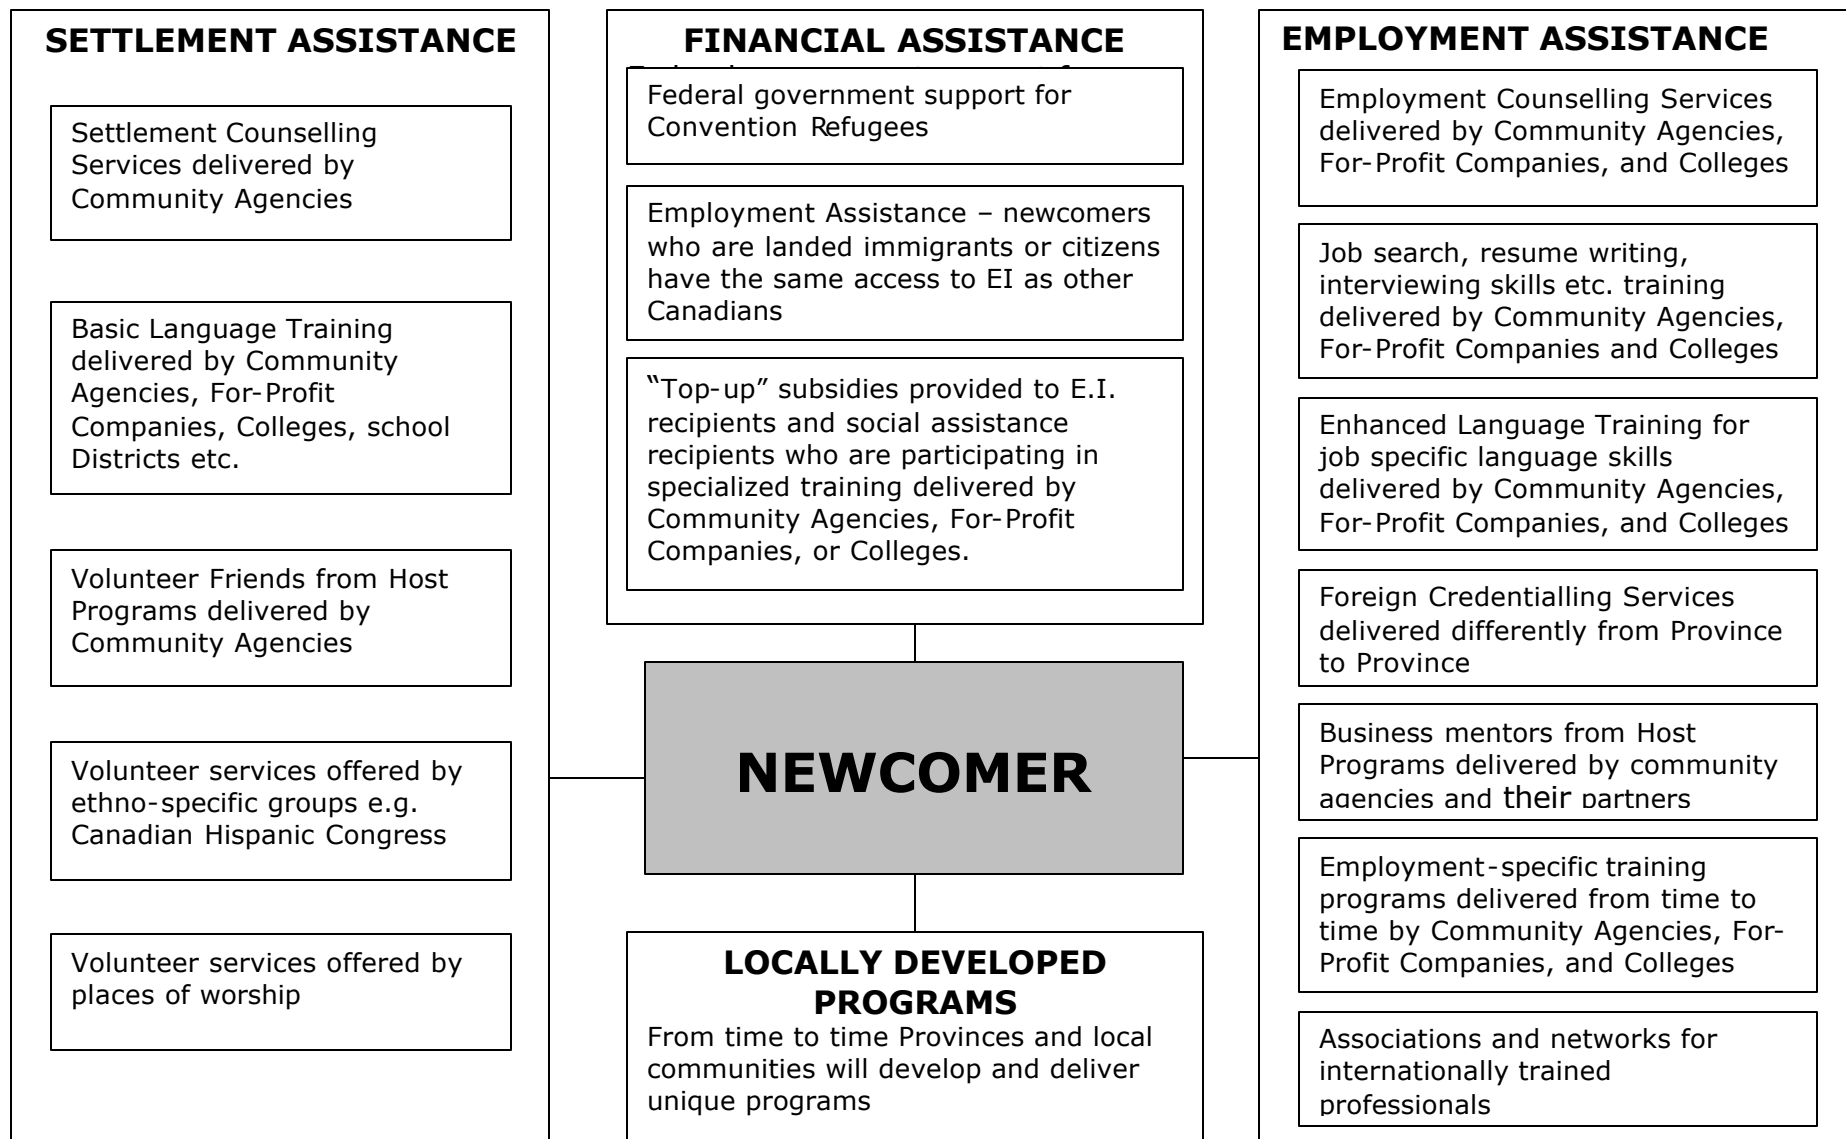 SETTLEMENT ASSISTANCE
Settlement Counselling
Services delivered by
Community Agencies
Basic Language Training
delivered by Community
Agencies, For-Profit
Companies, Colleges, school
Districts etc.
Volunteer Friends from Host
Programs delivered by
Community Agencies
Volunteer services offered by
ethno-specific groups e.g.
Canadian Hispanic Congress
Volunteer services offered by
places of worship
FINANCIAL ASSISTANCE
Federal government support for
Convention Refugees
Employment Assistance – newcomers
who are landed immigrants or citizens
have the same access to EI as other
Canadians
“Top-up” subsidies provided to E.I.
recipients and social assistance
recipients who are participating in
specialized training delivered by
Community Agencies, For-Profit
Companies, or Colleges.
NEWCOMER
LOCALLY DEVELOPED
PROGRAMS
From time to time Provinces and local
communities will develop and deliver
unique programs
EMPLOYMENT ASSISTANCE
Employment Counselling Services
delivered by Community Agencies,
For-Profit Companies, and Colleges
Job search, resume writing,
interviewing skills etc. training
delivered by Community Agencies,
For-Profit Companies and Colleges
Enhanced Language Training for
job specific language skills
delivered by Community Agencies,
For-Profit Companies, and Colleges
Foreign Credentialling Services
delivered differently from Province
to Province
Business mentors from Host
Programs delivered by community
agencies and their partners
Employment-specific training
programs delivered from time to
time by Community Agencies, For-
Profit Companies, and Colleges
Associations and networks for
internationally trained
professionals